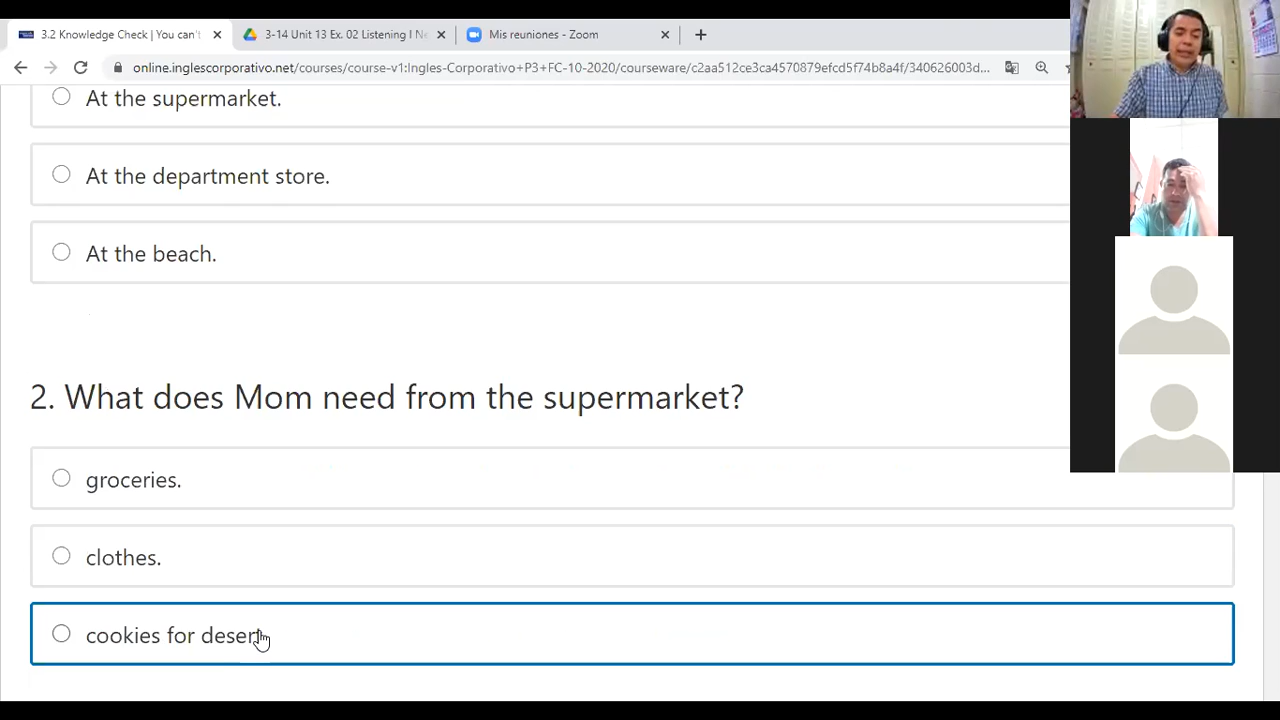 3.2 Knowledge Check | You can't
3-14 Unit 13 Ex. 02 Listening I N
Mis reuniones - Zoom
online.inglescorporativo.net/courses/course-v1:Ingles-Corporativo+P3+FC-10-2020/courseware/c2aa512ce3ca4570879efcd5f74b8a4f/340626003d...
At the supermarket.
At the department store.
At the beach.
2. What does Mom need from the supermarket?
groceries.
clothes.
cookies for desert